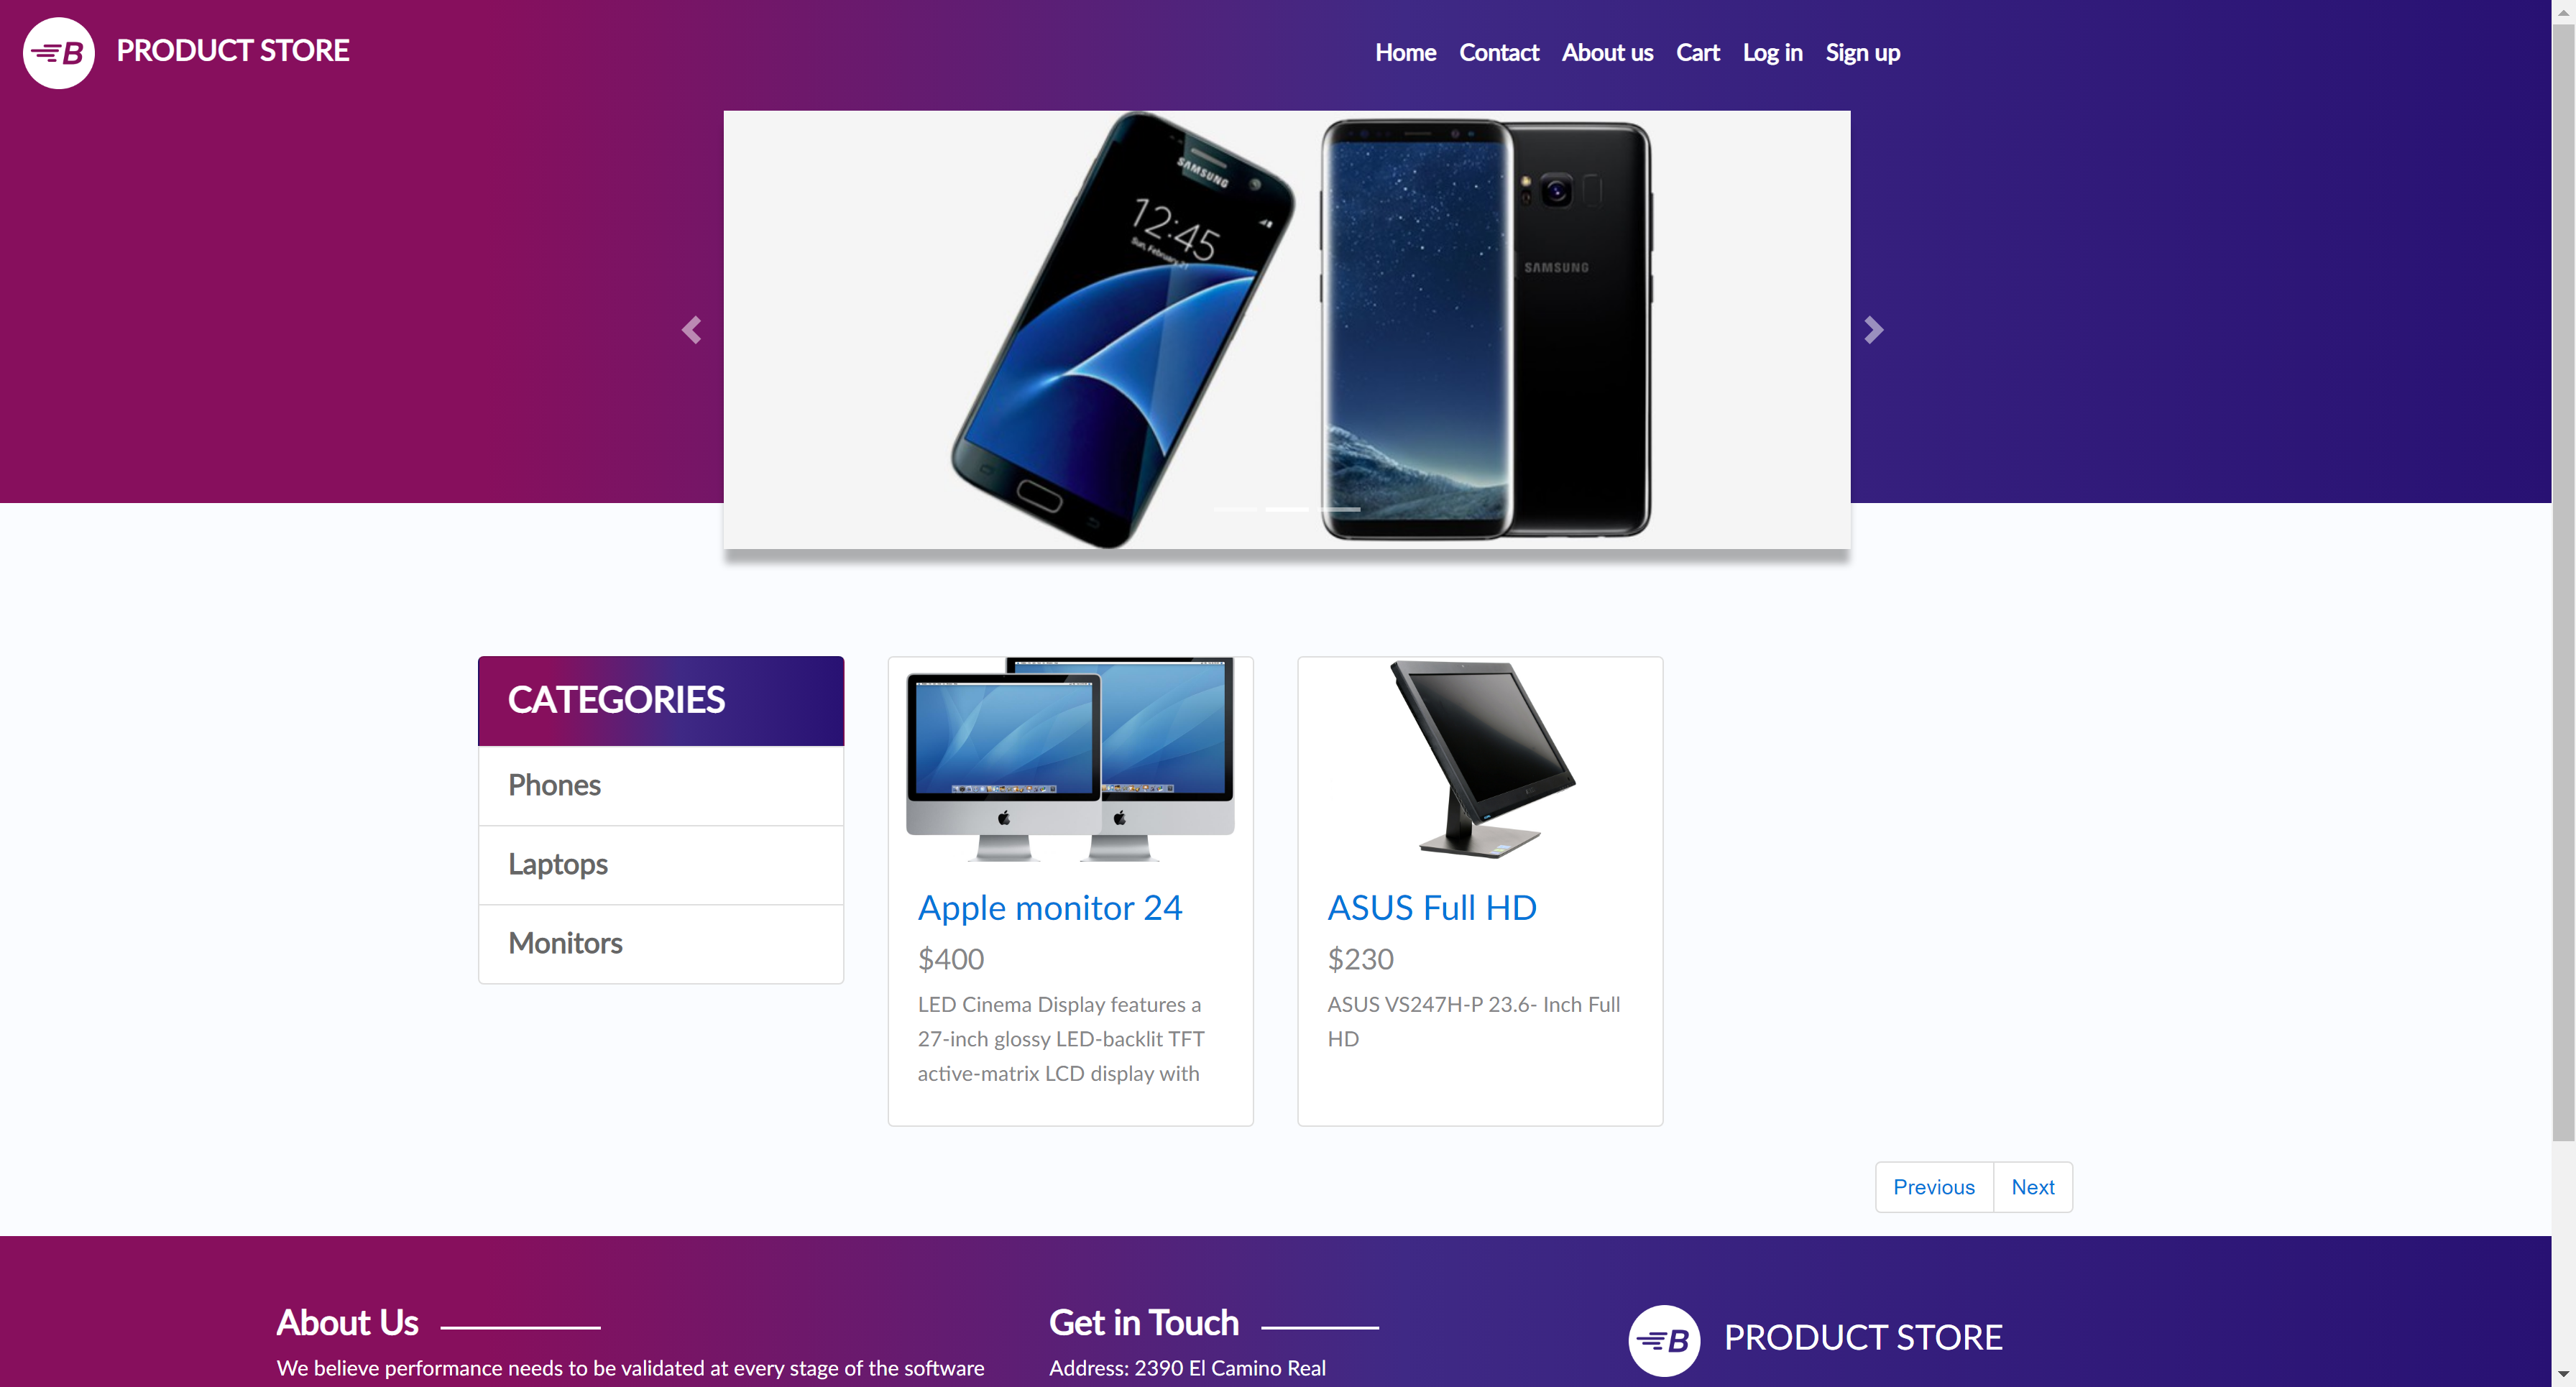 B PRODUCT STORE
Home Contact About us Cart Log in Sign up
SAMSUNG
12:45
Sun, February 21
SAMSUNG
CATEGORIES
Phones
Laptops
Monitors
Apple monitor 24
$400
LED Cinema Display features a
27-inch glossy LED-backlit TFT
active-matrix LCD display with
ASUS Full HD
$230
ASUS VS247H-P 23.6- Inch Full
HD
Previous Next
About Us
We believe performance needs to be validated at every stage of the software
Get in Touch
Address: 2390 El Camino Real
B PRODUCT STORE